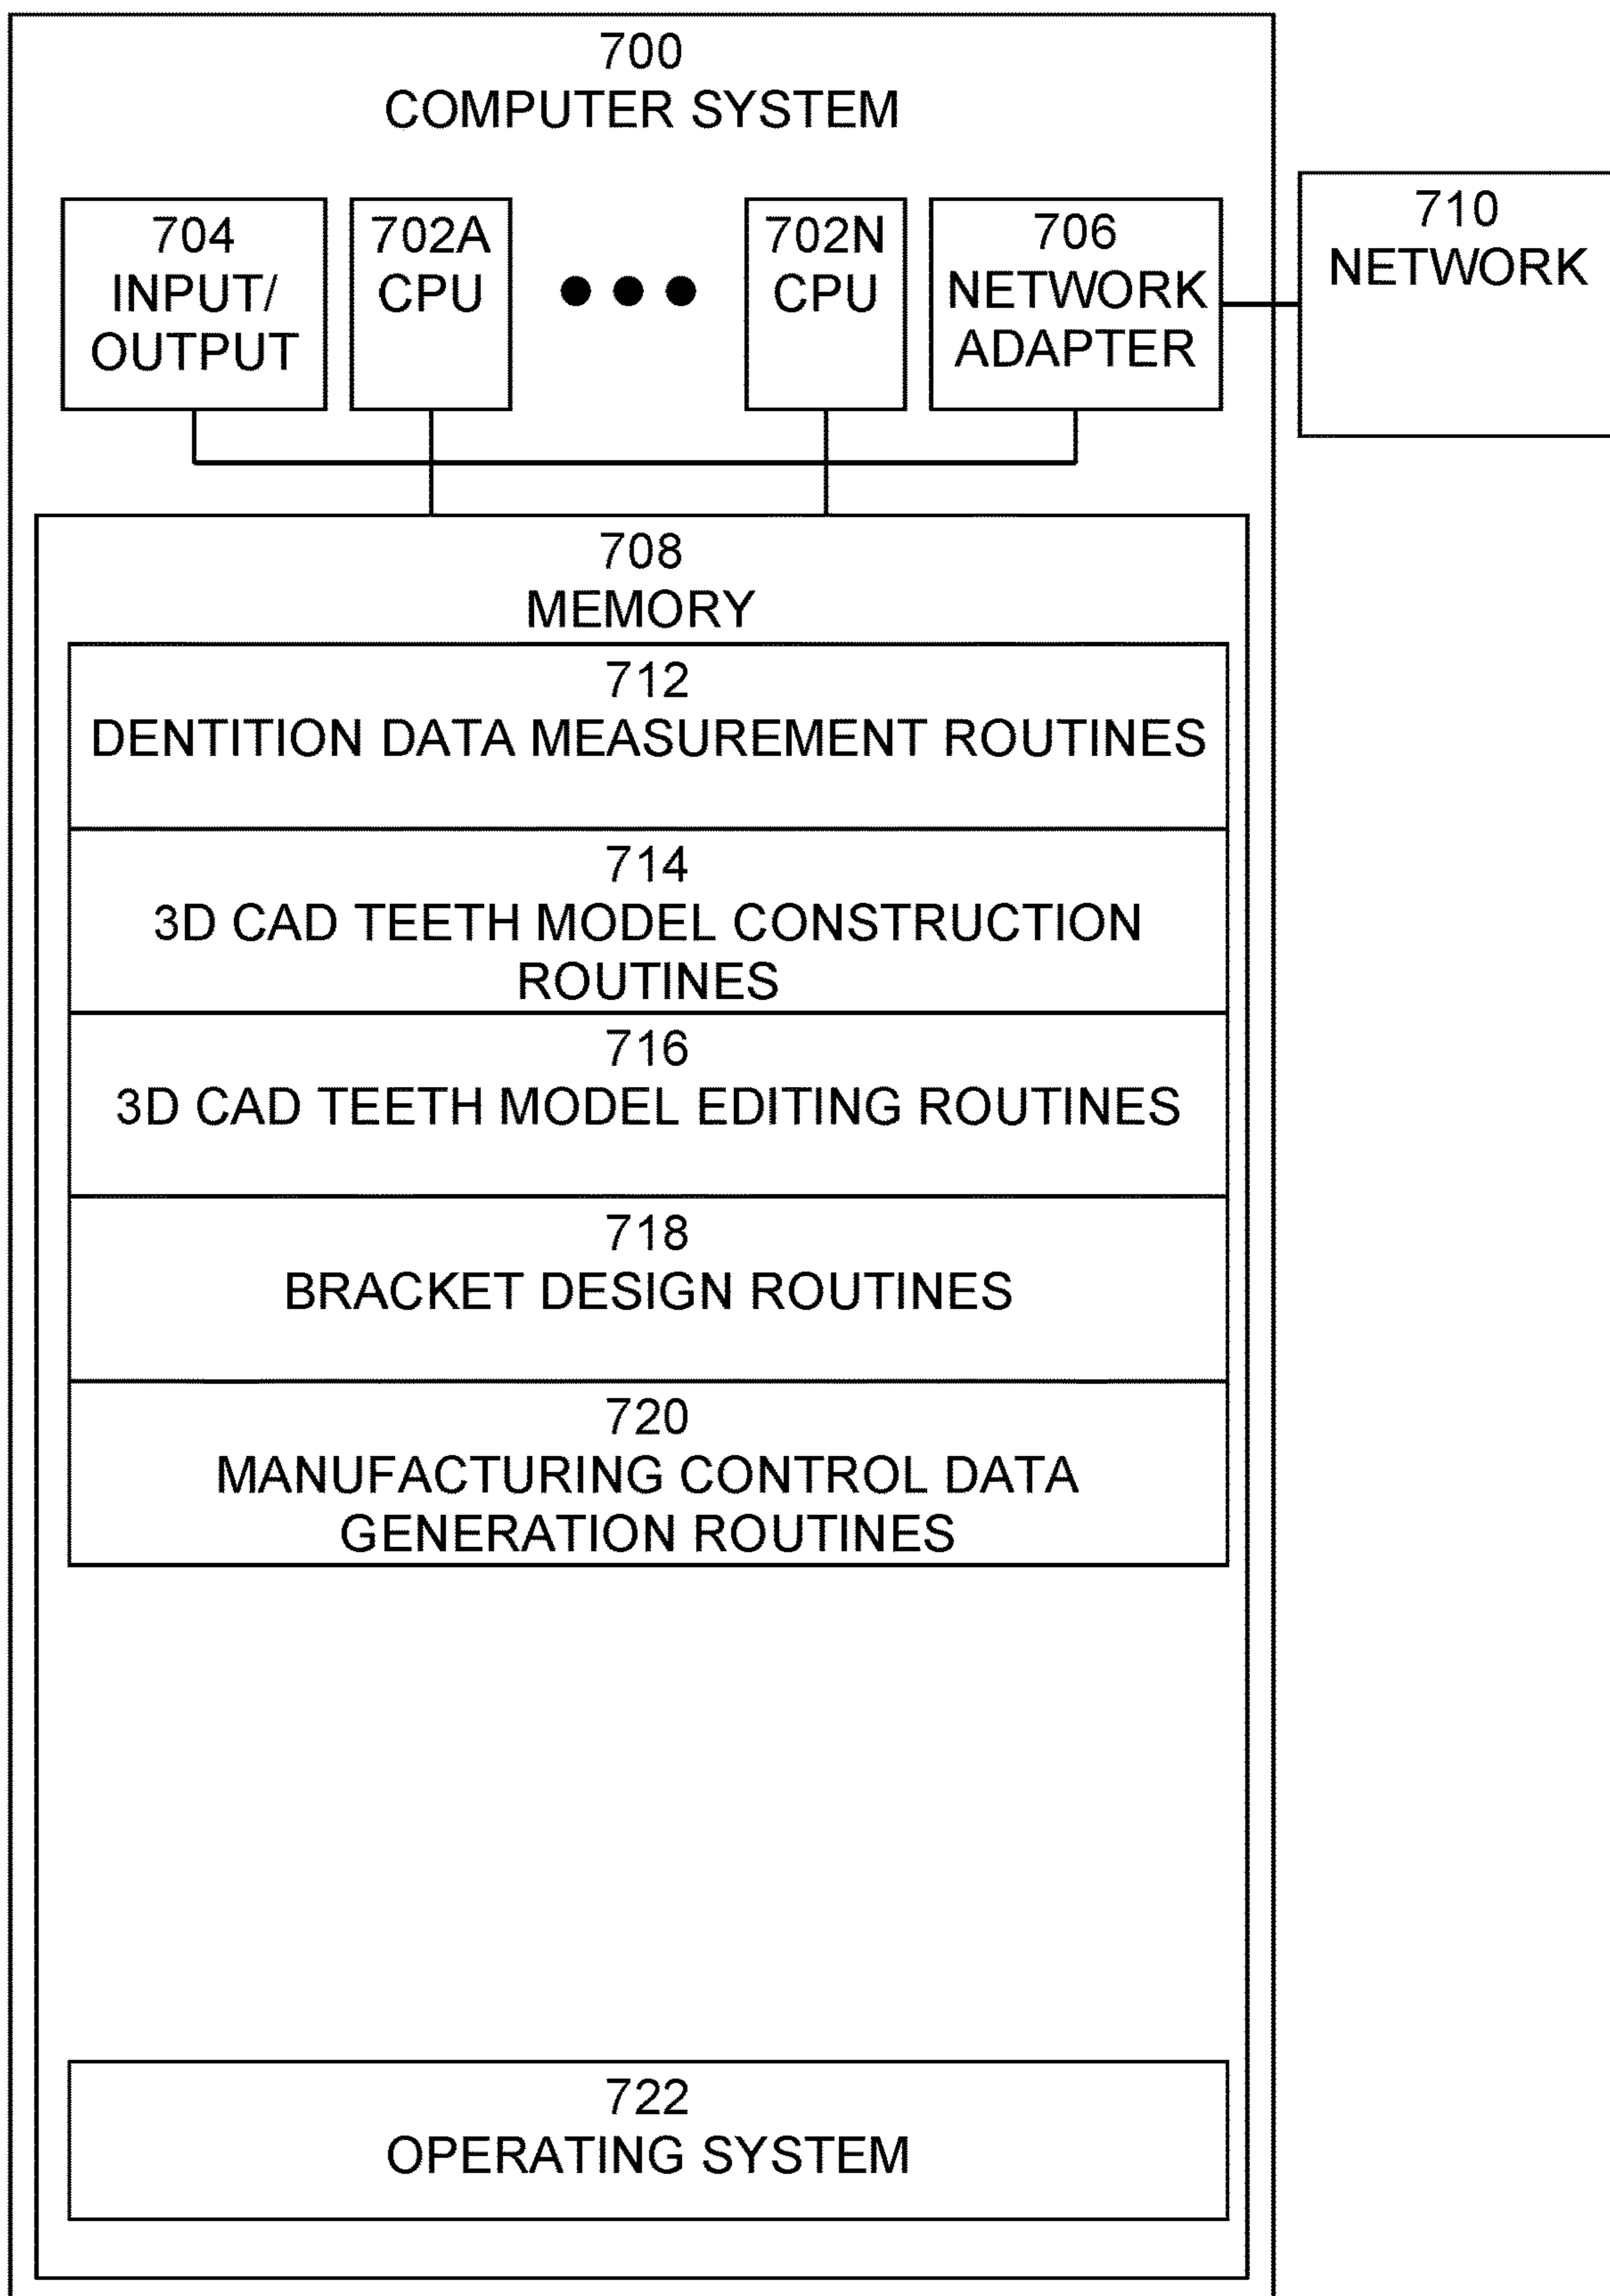 700
COMPUTER SYSTEM
704
INPUT/
OUTPUT
702A
CPU
702N
CPU
706
NETWORK
ADAPTER
710
NETWORK
708
MEMORY
712
DENTITION DATA MEASUREMENT ROUTINES
714
3D CAD TEETH MODEL CONSTRUCTION
ROUTINES
716
3D CAD TEETH MODEL EDITING ROUTINES
718
BRACKET DESIGN ROUTINES
720
MANUFACTURING CONTROL DATA
GENERATION ROUTINES
722
OPERATING SYSTEM